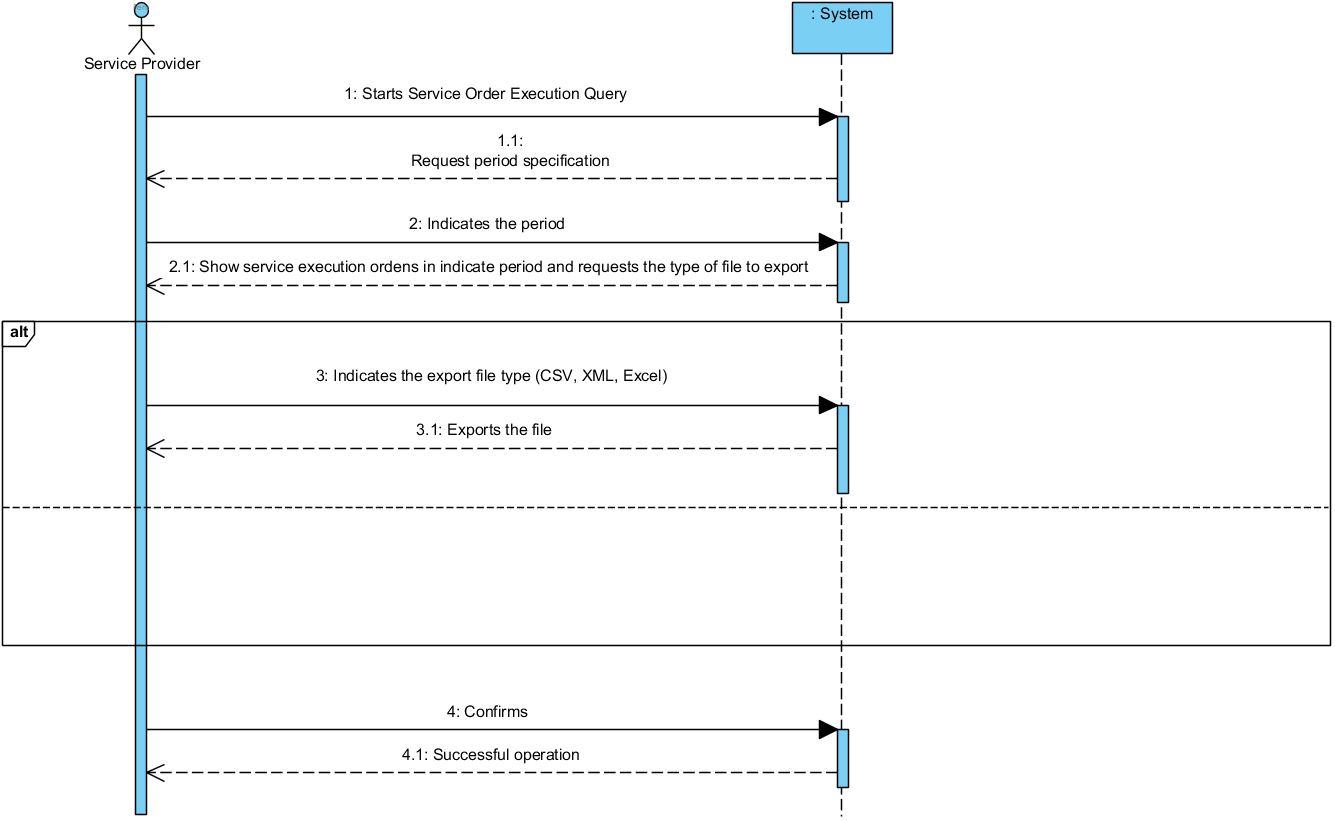 : System
Service Provider
1: Starts Service Order Execution Query
1.1:
Request period specification
2: Indicates the period
2.1: Show service execution ordens in indicate period and requests the type of file to export
alt
3: Indicates the export file type (CSV, XML, Excel)
3.1: Exports the file
4: Confirms
4.1: Successful operation